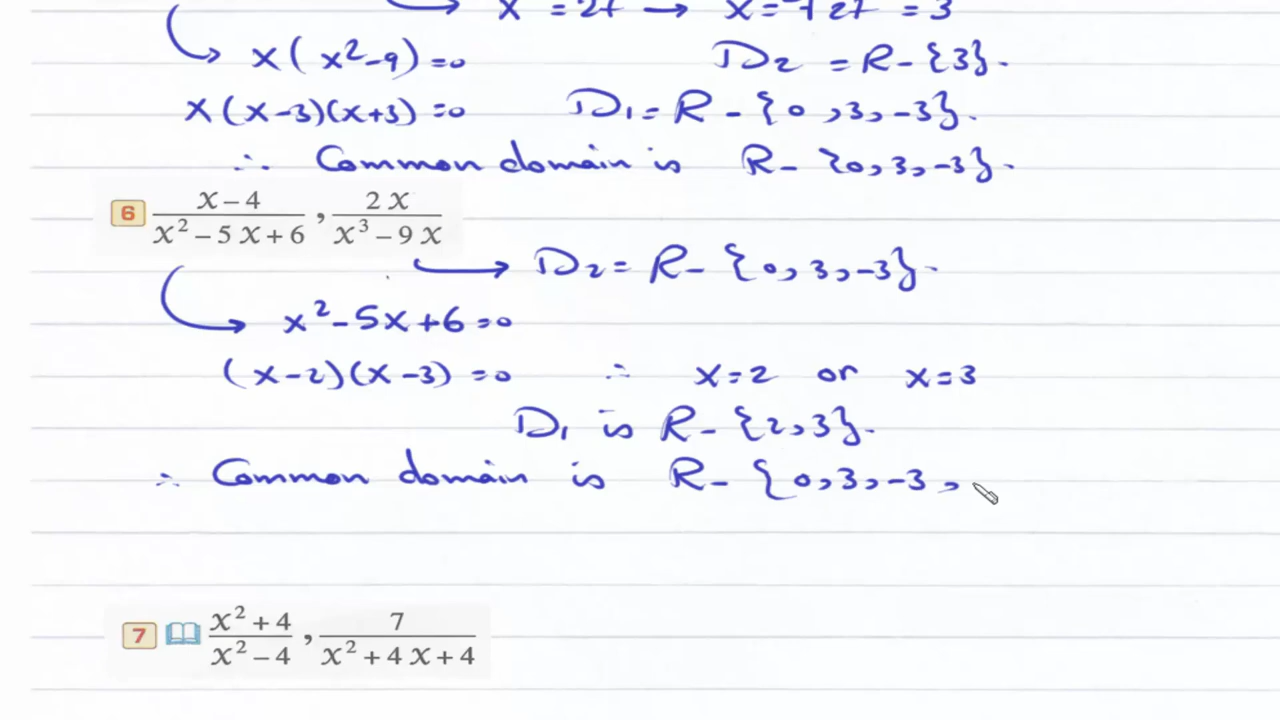 x = 27 → x = ∛27 = 3
x(x²-9)=0 D₂ = R-{3}.
x(x-3)(x+3)=0 D₁= R-{0,3,-3}.
∴ Common domain is R-{0,3,-3}.
6 (x-4)/(x²-5x+6) , 2x/(x³-9x)
→ D₂= R-{0,3,-3}.
x²-5x+6=0
(x-2)(x-3)=0 ∴ x=2 or x=3
D₁ is R-{2,3}.
∴ Common domain is R-{0,3,-3,
7 (x²+4)/(x²-4) , 7/(x²+4x+4)